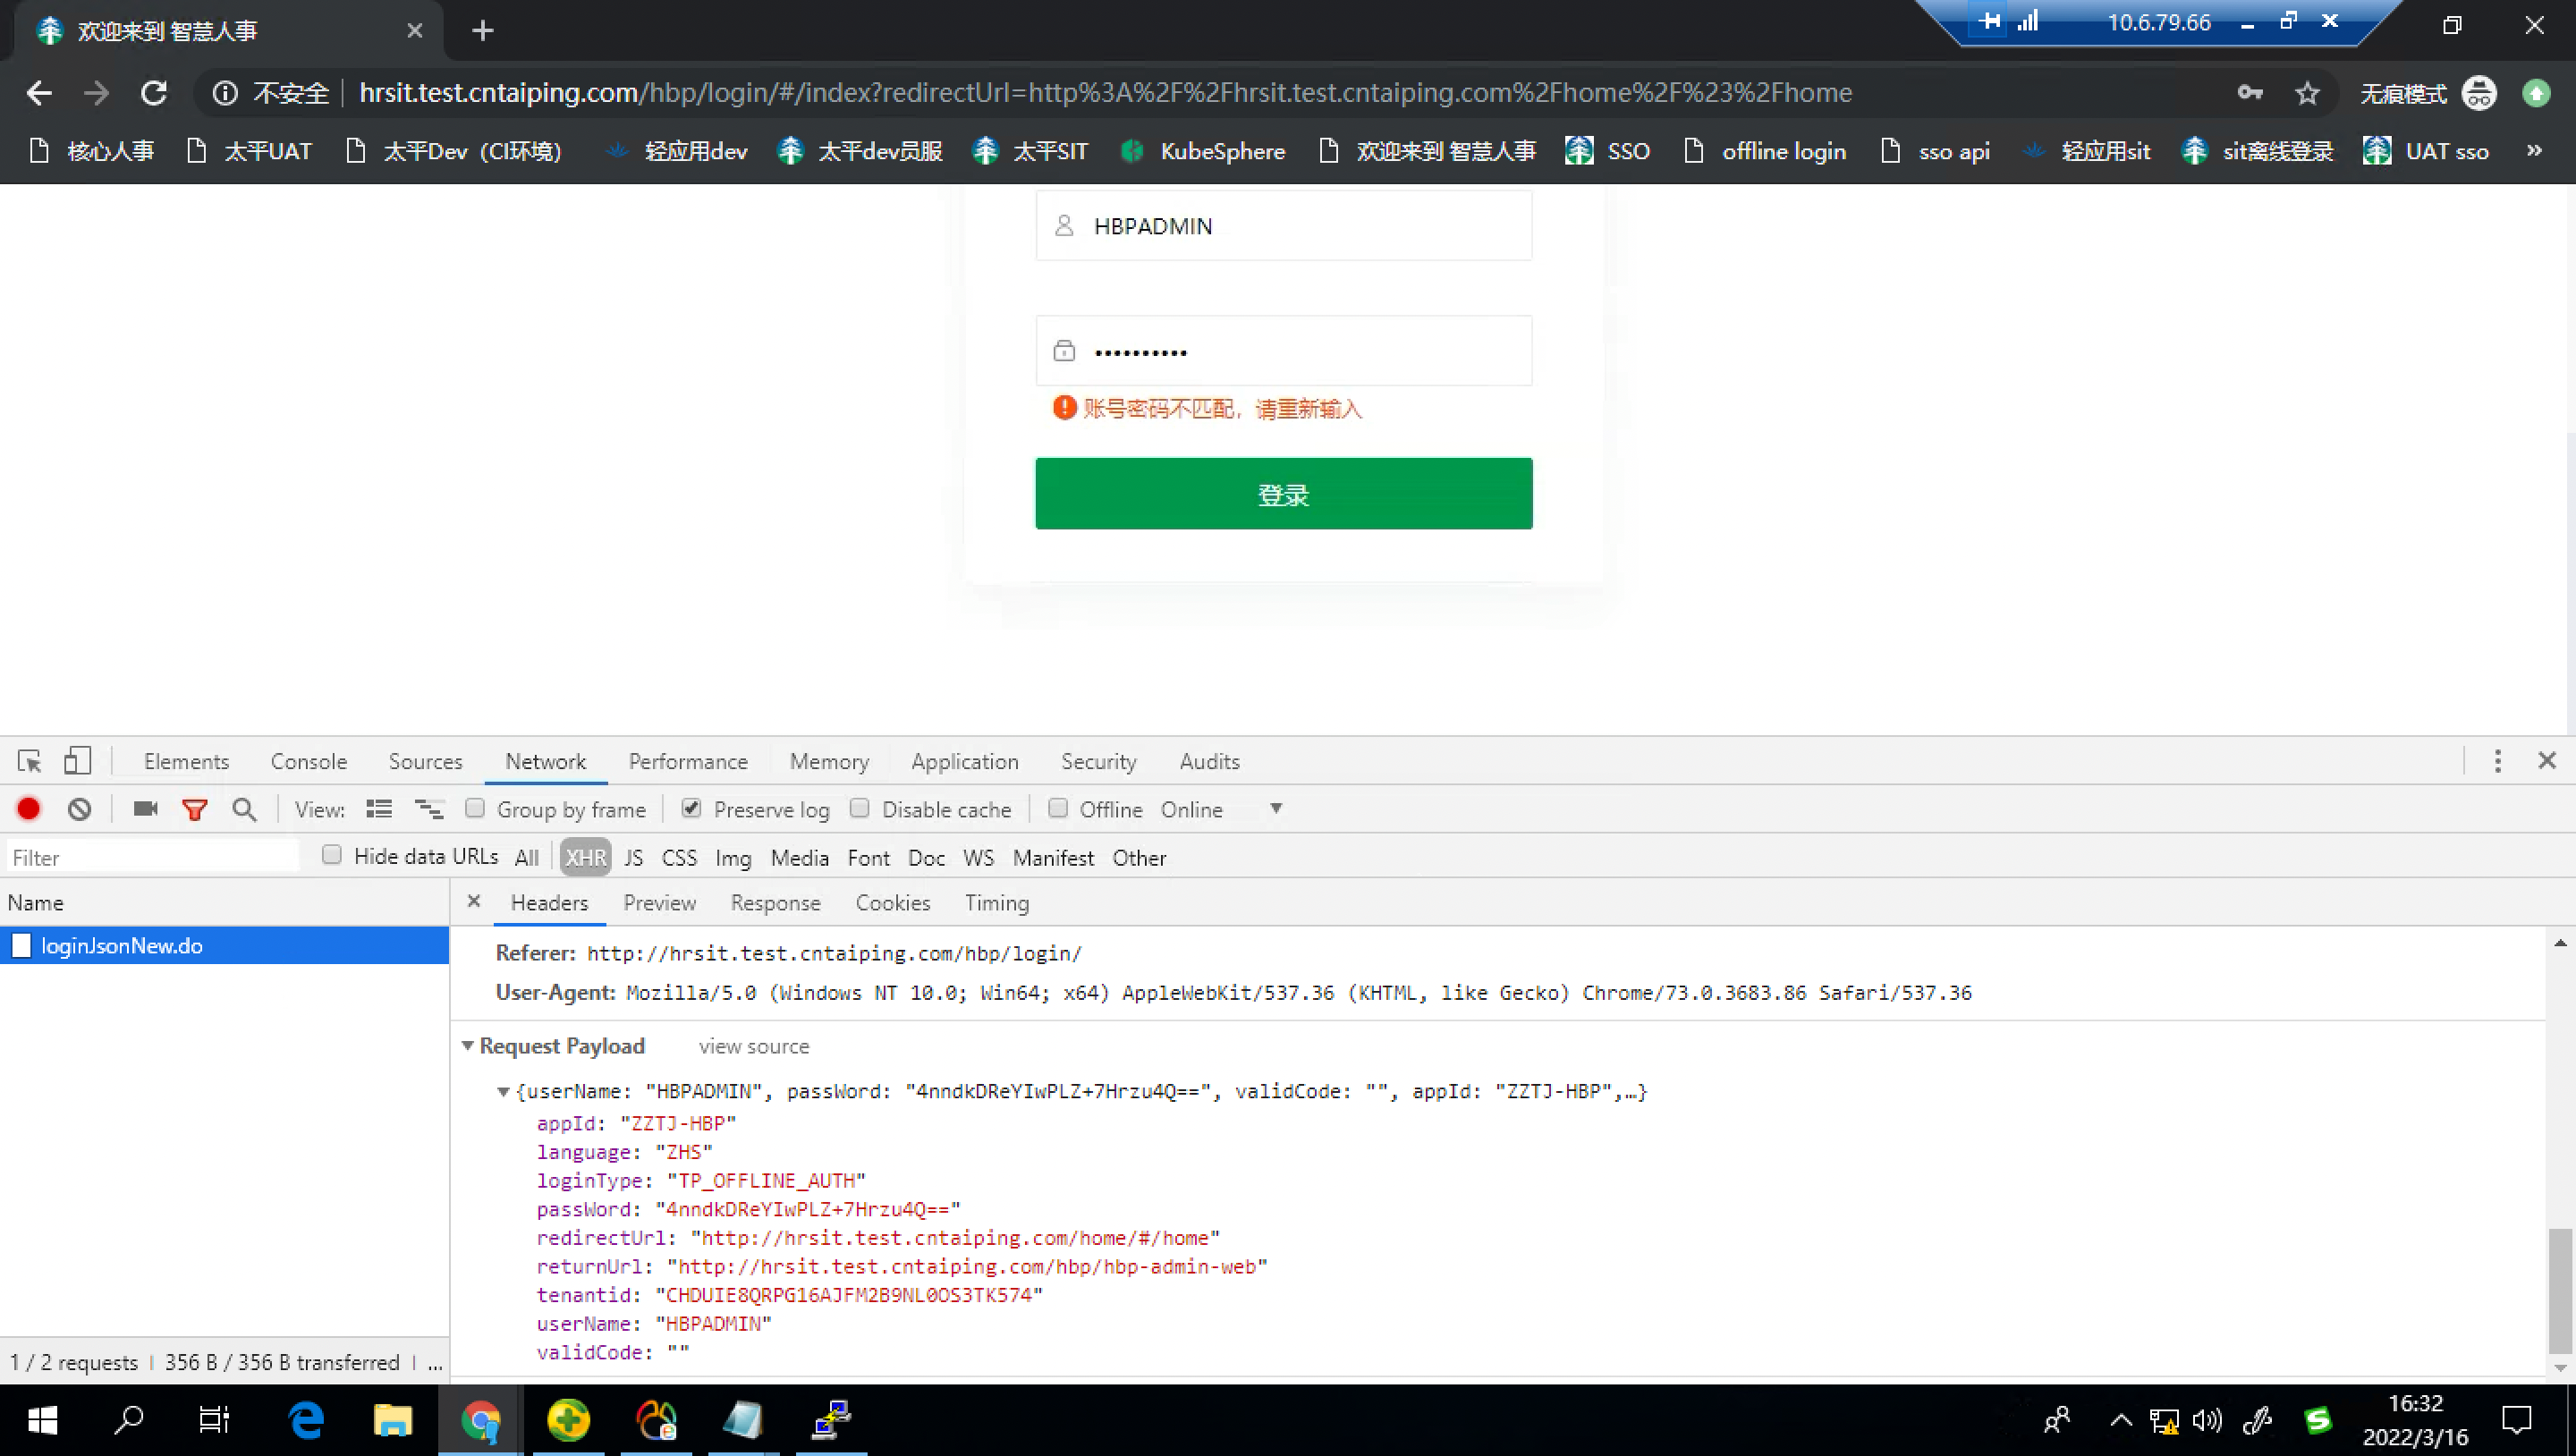 欢迎来到 智慧人事
10.6.79.66
不安全 hrsit.test.cntaiping.com/hbp/login/#/index?redirectUrl=http%3A%2F%2Fhrsit.test.cntaiping.com%2Fhome%2F%23%2Fhome 无痕模式
核心人事 太平UAT 太平Dev（CI环境） 轻应用dev 太平dev员服 太平SIT KubeSphere 欢迎来到 智慧人事 SSO offline login sso api 轻应用sit sit离线登录 UAT sso »
HBPADMIN
••••••••••
账号密码不匹配，请重新输入
登录
Elements Console Sources Network Performance Memory Application Security Audits
View: Group by frame Preserve log Disable cache Offline Online
Filter Hide data URLs All XHR JS CSS Img Media Font Doc WS Manifest Other
Name Headers Preview Response Cookies Timing
loginJsonNew.do
Referer: http://hrsit.test.cntaiping.com/hbp/login/
User-Agent: Mozilla/5.0 (Windows NT 10.0; Win64; x64) AppleWebKit/537.36 (KHTML, like Gecko) Chrome/73.0.3683.86 Safari/537.36
Request Payload view source
{userName: "HBPADMIN", passWord: "4nndkDReYIwPLZ+7Hrzu4Q==", validCode: "", appId: "ZZTJ-HBP",…}
appId: "ZZTJ-HBP"
language: "ZHS"
loginType: "TP_OFFLINE_AUTH"
passWord: "4nndkDReYIwPLZ+7Hrzu4Q=="
redirectUrl: "http://hrsit.test.cntaiping.com/home/#/home"
returnUrl: "http://hrsit.test.cntaiping.com/hbp/hbp-admin-web"
tenantid: "CHDUIE8QRPG16AJFM2B9NL0OS3TK574"
userName: "HBPADMIN"
validCode: ""
1 / 2 requests | 356 B / 356 B transferred | ...
16:32
2022/3/16